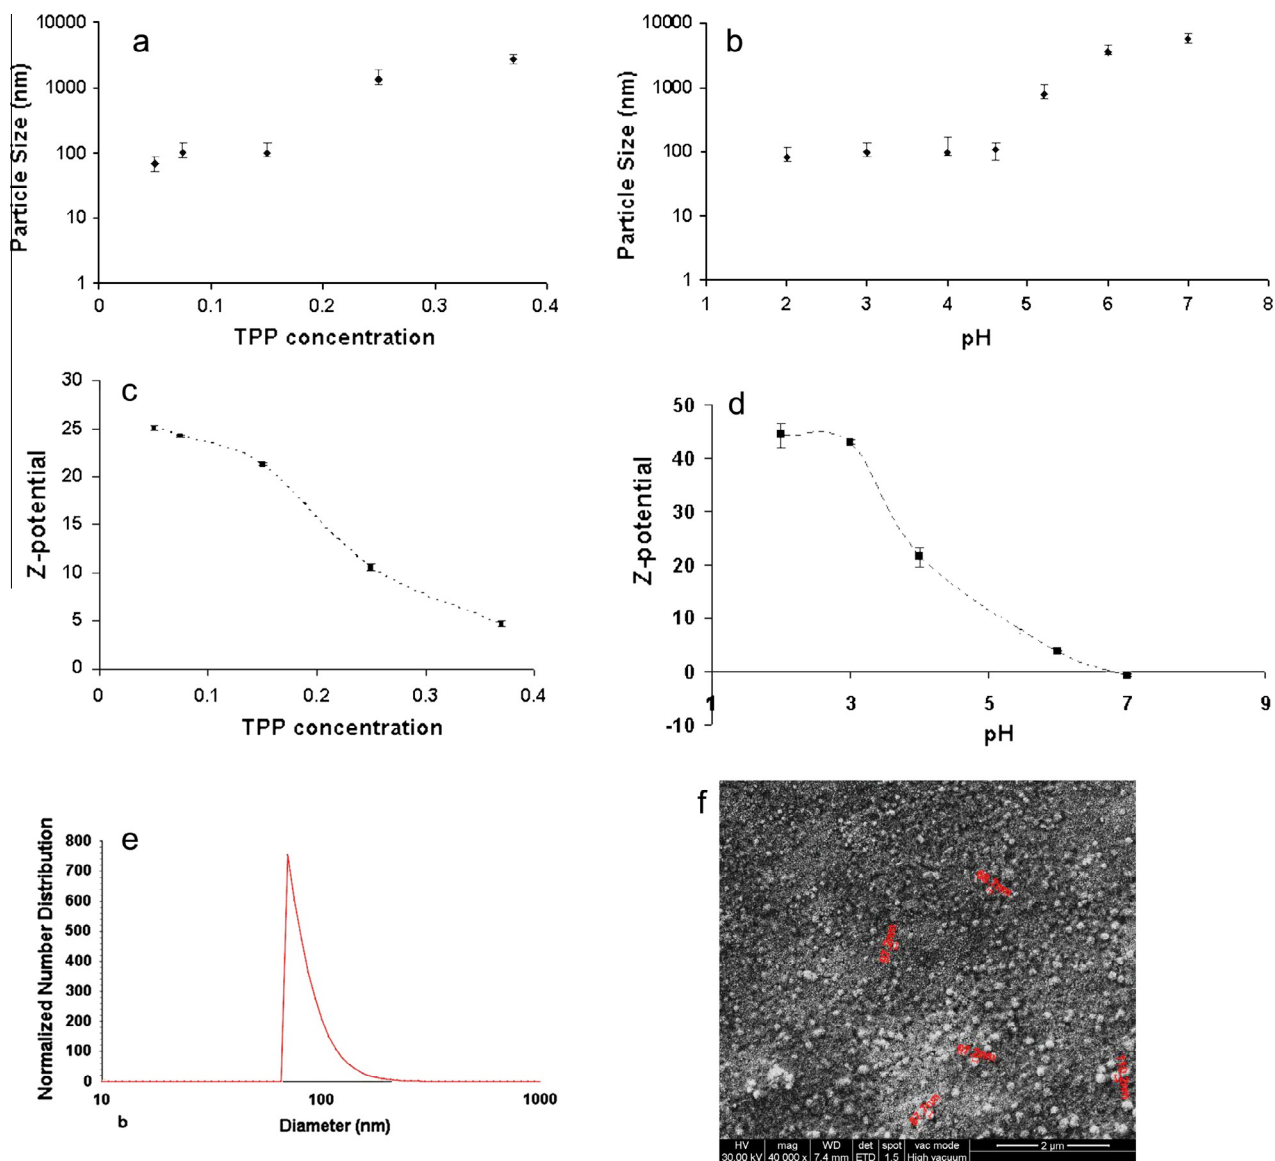 a
10000
1000
100
10
1
Particle Size (nm)
0 0.1 0.2 0.3 0.4
TPP concentration
b
10000
1000
100
10
1
Particle Size (nm)
1 2 3 4 5 6 7 8
pH
c
30
25
20
15
10
5
0
Z-potential
0 0.1 0.2 0.3 0.4
TPP concentration
d
50
40
30
20
10
0
-10
Z-potential
1 3 5 7 9
pH
e
800
700
600
500
400
300
200
100
0
Normalized Number Distribution
10 100 1000
b
Diameter (nm)
f
HV mag WD det spot vac mode 2 µm
30.00 kV 40 000 x 7.4 mm ETD 1.5 High vacuum